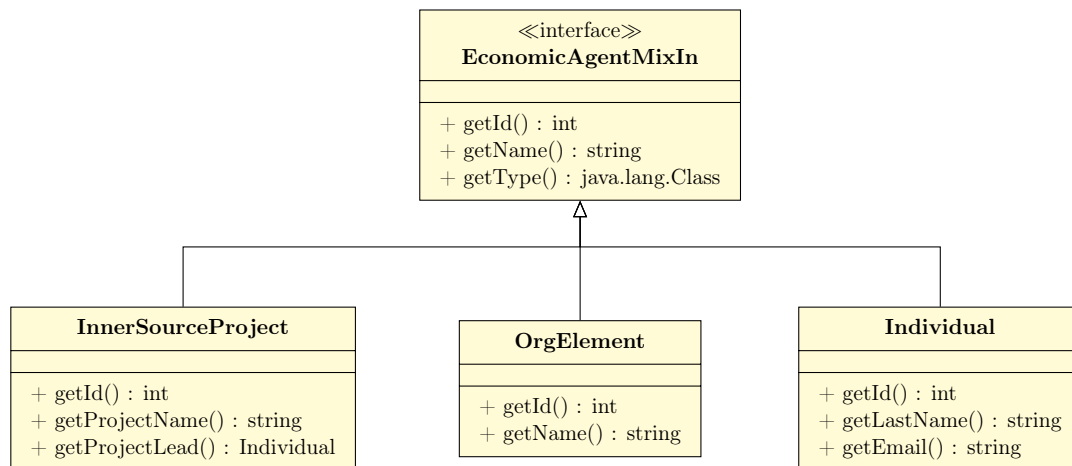 ≪interface≫
EconomicAgentMixIn
+ getId() : int
+ getName() : string
+ getType() : java.lang.Class
InnerSourceProject
+ getId() : int
+ getProjectName() : string
+ getProjectLead() : Individual
OrgElement
+ getId() : int
+ getName() : string
Individual
+ getId() : int
+ getLastName() : string
+ getEmail() : string